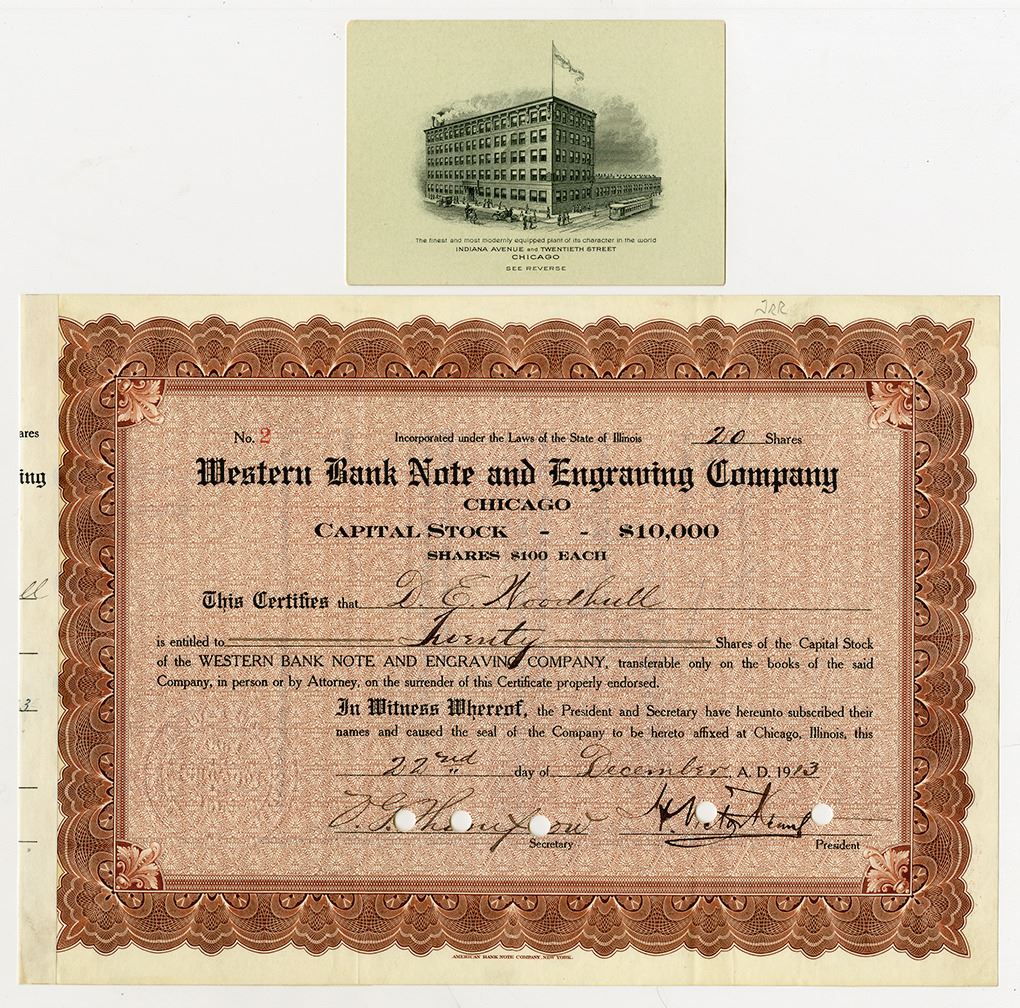 The finest and most modernly equipped plant of its character in the world
INDIANA AVENUE and TWENTIETH STREET
CHICAGO
SEE REVERSE
JRR
ares
ing
ll
3
No. 2 Incorporated under the Laws of the State of Illinois 20 Shares
Western Bank Note and Engraving Company
CHICAGO
CAPITAL STOCK - - $10,000
SHARES $100 EACH
This Certifies that D. E. Woodhull
is entitled to Twenty Shares of the Capital Stock
of the WESTERN BANK NOTE AND ENGRAVING COMPANY, transferable only on the books of the said
Company, in person or by Attorney, on the surrender of this Certificate properly endorsed.
In Witness Whereof, the President and Secretary have hereunto subscribed their
names and caused the seal of the Company to be hereto affixed at Chicago, Illinois, this
22nd day of December A. D. 1913
Secretary
President
AMERICAN BANK NOTE COMPANY, NEW YORK.